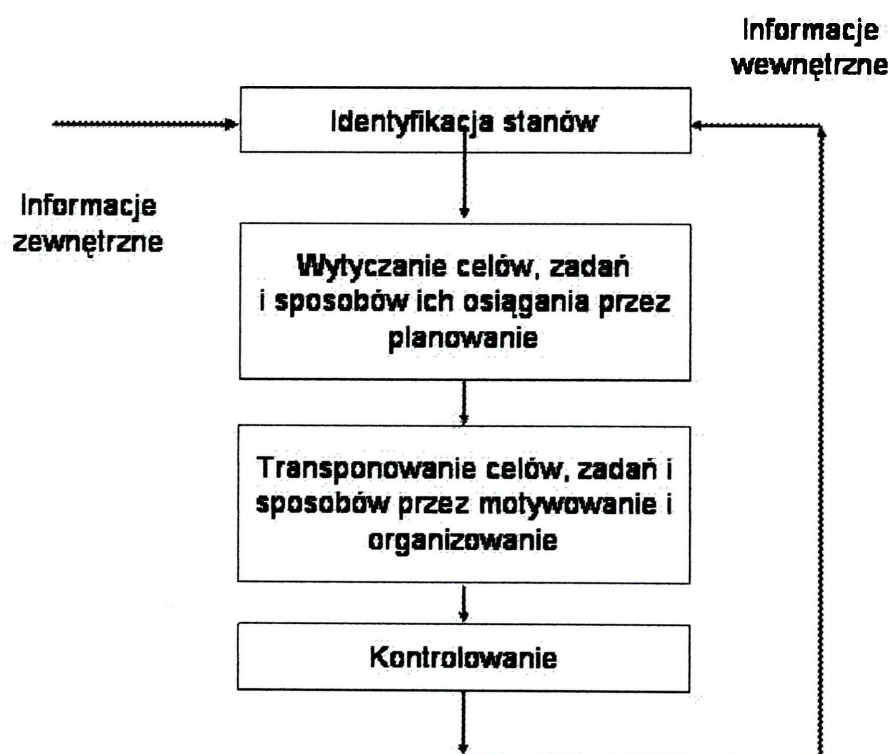 Informacje
wewnętrzne
Identyfikacja stanów
Informacje
zewnętrzne
Wytyczanie celów, zadań
i sposobów ich osiągania przez
planowanie
Transponowanie celów, zadań i
sposobów przez motywowanie i
organizowanie
Kontrolowanie